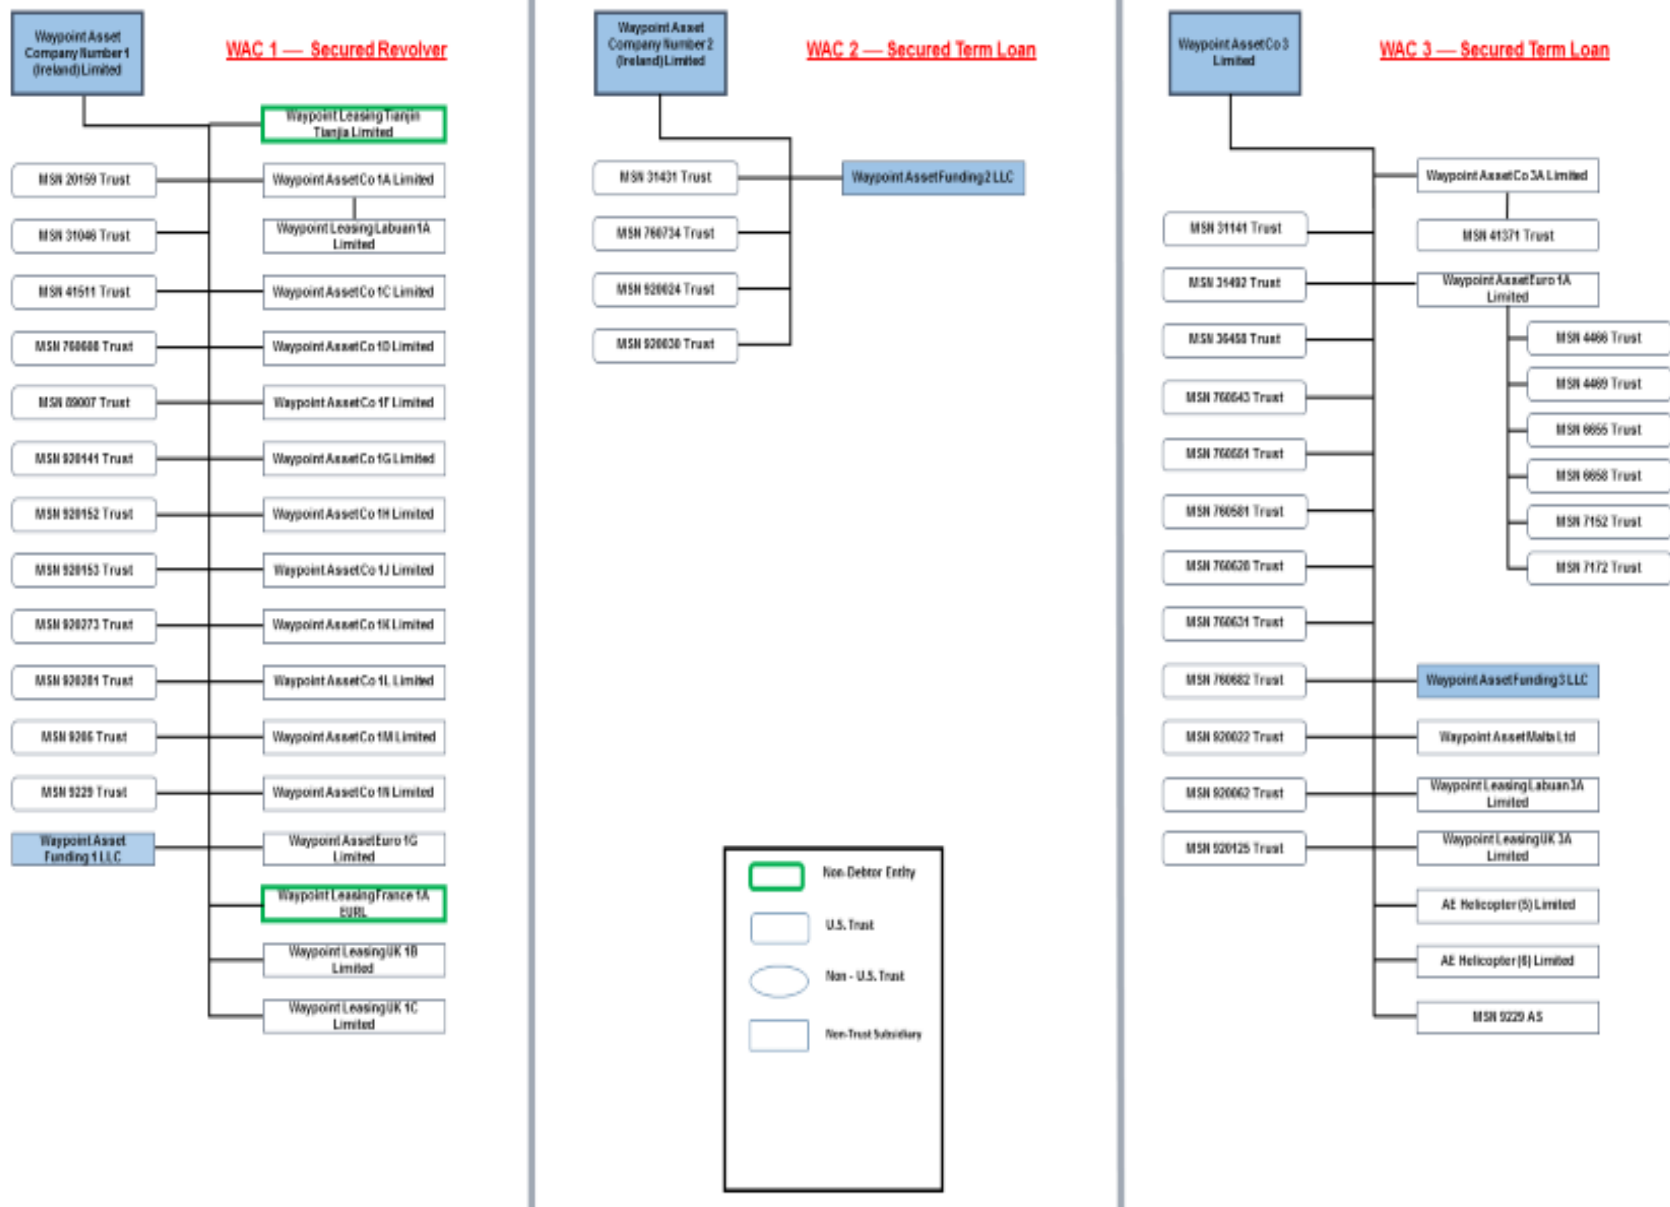 Waypoint Asset
Company Number 1
(Ireland) Limited
WAC 1 — Secured Revolver
Waypoint Leasing Tianjin
Tianjia Limited
MSN 20159 Trust
Waypoint AssetCo 1A Limited
MSN 31046 Trust
Waypoint Leasing Labuan 1A
Limited
MSN 41511 Trust
Waypoint AssetCo 1C Limited
MSN 760608 Trust
Waypoint AssetCo 1D Limited
MSN 89007 Trust
Waypoint AssetCo 1F Limited
MSN 920141 Trust
Waypoint AssetCo 1G Limited
MSN 920152 Trust
Waypoint AssetCo 1H Limited
MSN 920153 Trust
Waypoint AssetCo 1J Limited
MSN 920273 Trust
Waypoint AssetCo 1K Limited
MSN 920281 Trust
Waypoint AssetCo 1L Limited
MSN 9205 Trust
Waypoint AssetCo 1M Limited
MSN 9229 Trust
Waypoint AssetCo 1N Limited
Waypoint Asset
Funding 1 LLC
Waypoint Asset Euro 1G
Limited
Waypoint Leasing France 1A
EURL
Waypoint Leasing UK 1B
Limited
Waypoint Leasing UK 1C
Limited
Waypoint Asset
Company Number 2
(Ireland) Limited
WAC 2 — Secured Term Loan
MSN 31431 Trust
Waypoint Asset Funding 2 LLC
MSN 760734 Trust
MSN 920024 Trust
MSN 920030 Trust
Non-Debtor Entity
U.S. Trust
Non - U.S. Trust
Non-Trust Subsidiary
Waypoint AssetCo 3
Limited
WAC 3 — Secured Term Loan
Waypoint AssetCo 3A Limited
MSN 31141 Trust
MSN 41371 Trust
MSN 31492 Trust
Waypoint Asset Euro 1A
Limited
MSN 36458 Trust
MSN 4466 Trust
MSN 4469 Trust
MSN 760543 Trust
MSN 6655 Trust
MSN 760551 Trust
MSN 6658 Trust
MSN 760581 Trust
MSN 7152 Trust
MSN 760628 Trust
MSN 7172 Trust
MSN 760631 Trust
MSN 760682 Trust
Waypoint Asset Funding 3 LLC
MSN 920022 Trust
Waypoint Asset Malta Ltd
MSN 920062 Trust
Waypoint Leasing Labuan 3A
Limited
MSN 920125 Trust
Waypoint Leasing UK 3A
Limited
AE Helicopter (5) Limited
AE Helicopter (6) Limited
MSN 9229 AS